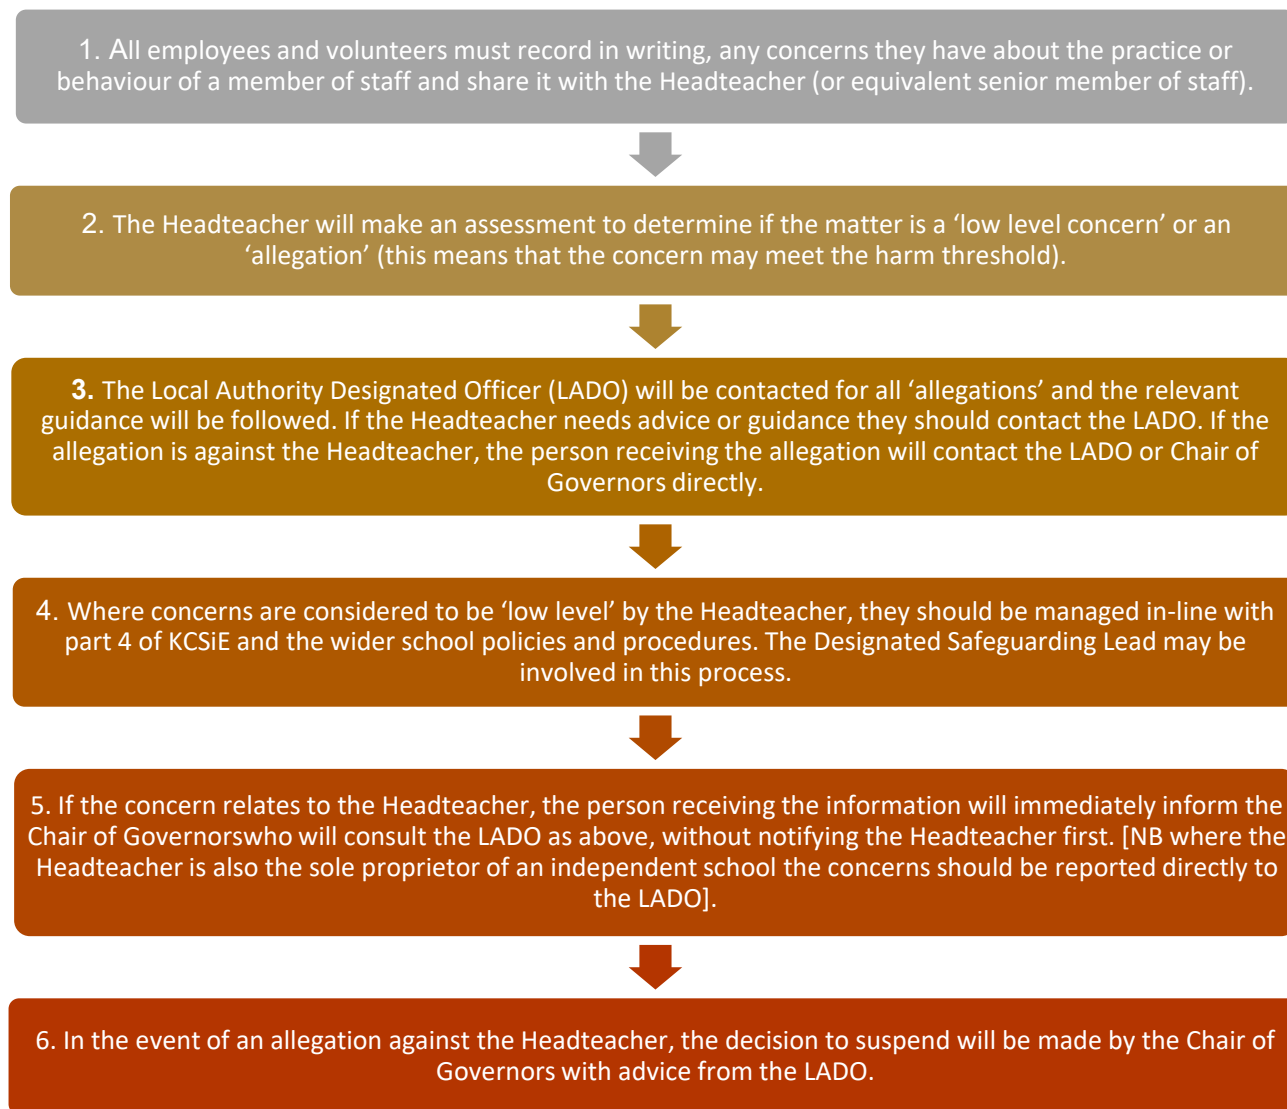 1. All employees and volunteers must record in writing, any concerns they have about the practice or
behaviour of a member of staff and share it with the Headteacher (or equivalent senior member of staff).
2. The Headteacher will make an assessment to determine if the matter is a ‘low level concern’ or an
‘allegation’ (this means that the concern may meet the harm threshold).
3. The Local Authority Designated Officer (LADO) will be contacted for all ‘allegations’ and the relevant
guidance will be followed. If the Headteacher needs advice or guidance they should contact the LADO. If the
allegation is against the Headteacher, the person receiving the allegation will contact the LADO or Chair of
Governors directly.
4. Where concerns are considered to be ‘low level’ by the Headteacher, they should be managed in-line with
part 4 of KCSiE and the wider school policies and procedures. The Designated Safeguarding Lead may be
involved in this process.
5. If the concern relates to the Headteacher, the person receiving the information will immediately inform the
Chair of Governorswho will consult the LADO as above, without notifying the Headteacher first. [NB where the
Headteacher is also the sole proprietor of an independent school the concerns should be reported directly to
the LADO].
6. In the event of an allegation against the Headteacher, the decision to suspend will be made by the Chair of
Governors with advice from the LADO.